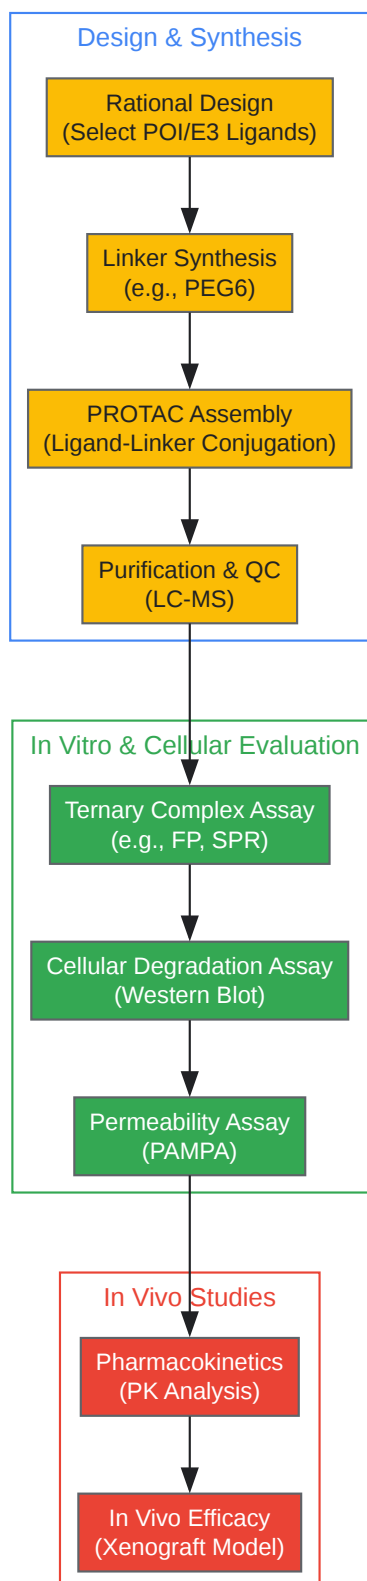 Design & Synthesis
Rational Design
(Select POI/E3 Ligands)
Linker Synthesis
(e.g., PEG6)
PROTAC Assembly
(Ligand-Linker Conjugation)
Purification & QC
(LC-MS)
In Vitro & Cellular Evaluation
Ternary Complex Assay
(e.g., FP, SPR)
Cellular Degradation Assay
(Western Blot)
Permeability Assay
(PAMPA)
In Vivo Studies
Pharmacokinetics
(PK Analysis)
In Vivo Efficacy
(Xenograft Model)